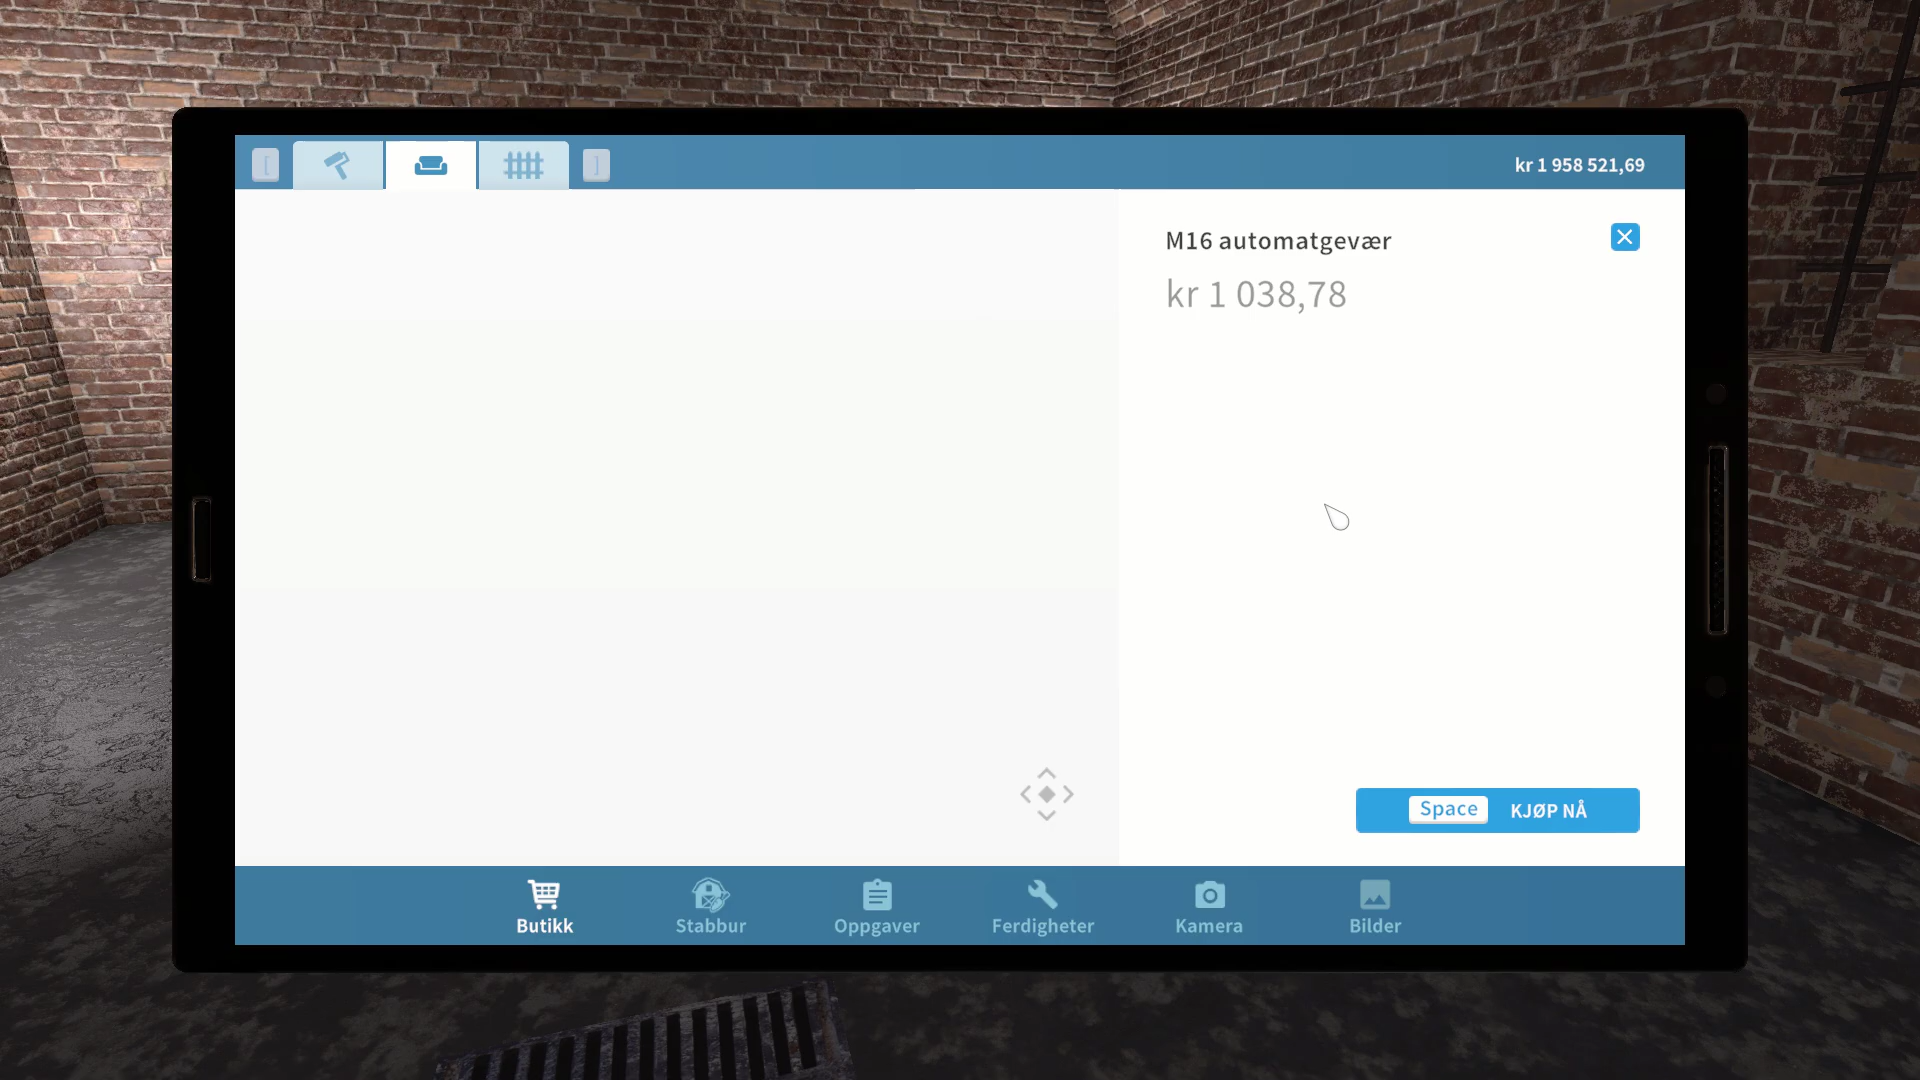 [
]
kr 1 958 521,69
M16 automatgevær
kr 1 038,78
Space KJØP NÅ
Butikk
Stabbur
Oppgaver
Ferdigheter
Kamera
Bilder